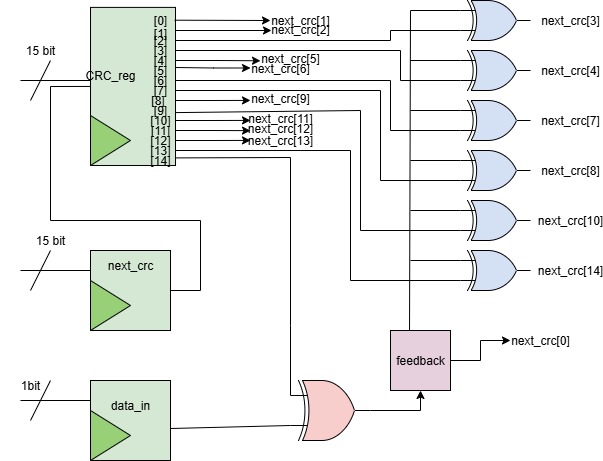 [0]
next_crc[1]
[1]
next_crc[2]
[2]
[3]
[4]
next_crc[5]
[5]
next_crc[6]
[6]
[7]
[8]
next_crc[9]
[9]
[10]
next_crc[11]
[11]
next_crc[12]
[12]
next_crc[13]
[13]
[14]
15 bit
CRC_reg
next_crc[3]
next_crc[4]
next_crc[7]
next_crc[8]
next_crc[10]
next_crc[14]
15 bit
next_crc
feedback
next_crc[0]
1bit
data_in